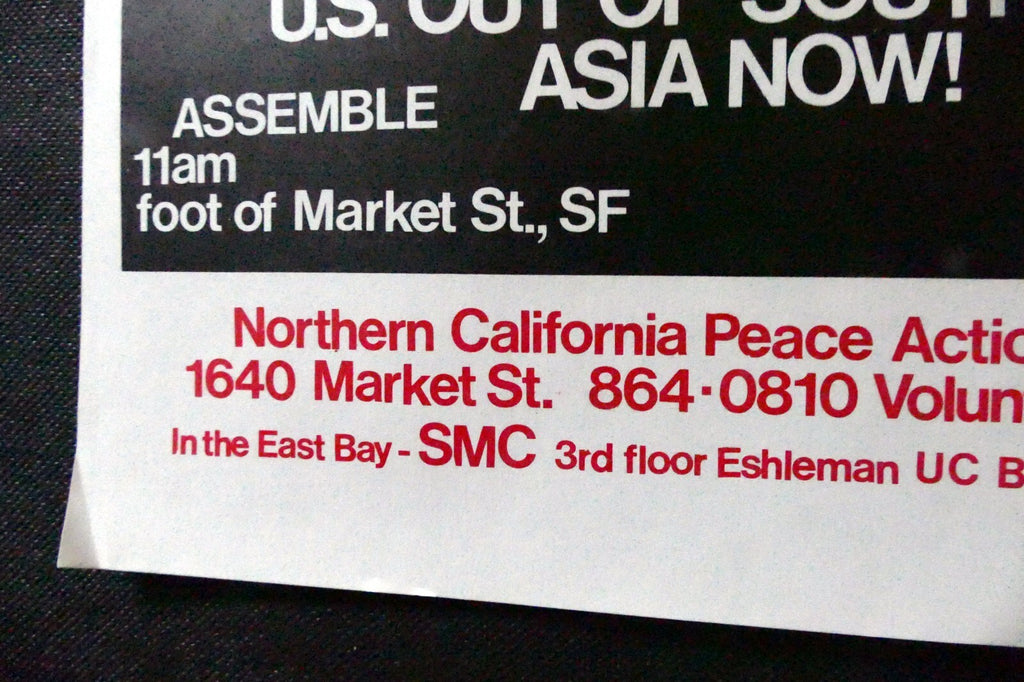 U.S. OUT OF SOUTH
ASIA NOW!
ASSEMBLE
11am
foot of Market St., SF
Northern California Peace Actio
1640 Market St. 864·0810 Volun
In the East Bay - SMC 3rd floor Eshleman UC B